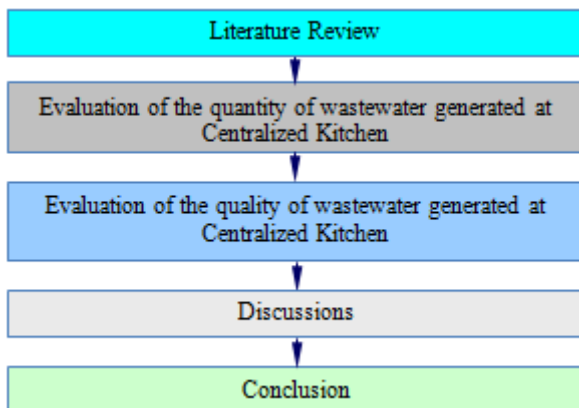 Literature Review
Evaluation of the quantity of wastewater generated at
Centralized Kitchen
Evaluation of the quality of wastewater generated at
Centralized Kitchen
Discussions
Conclusion